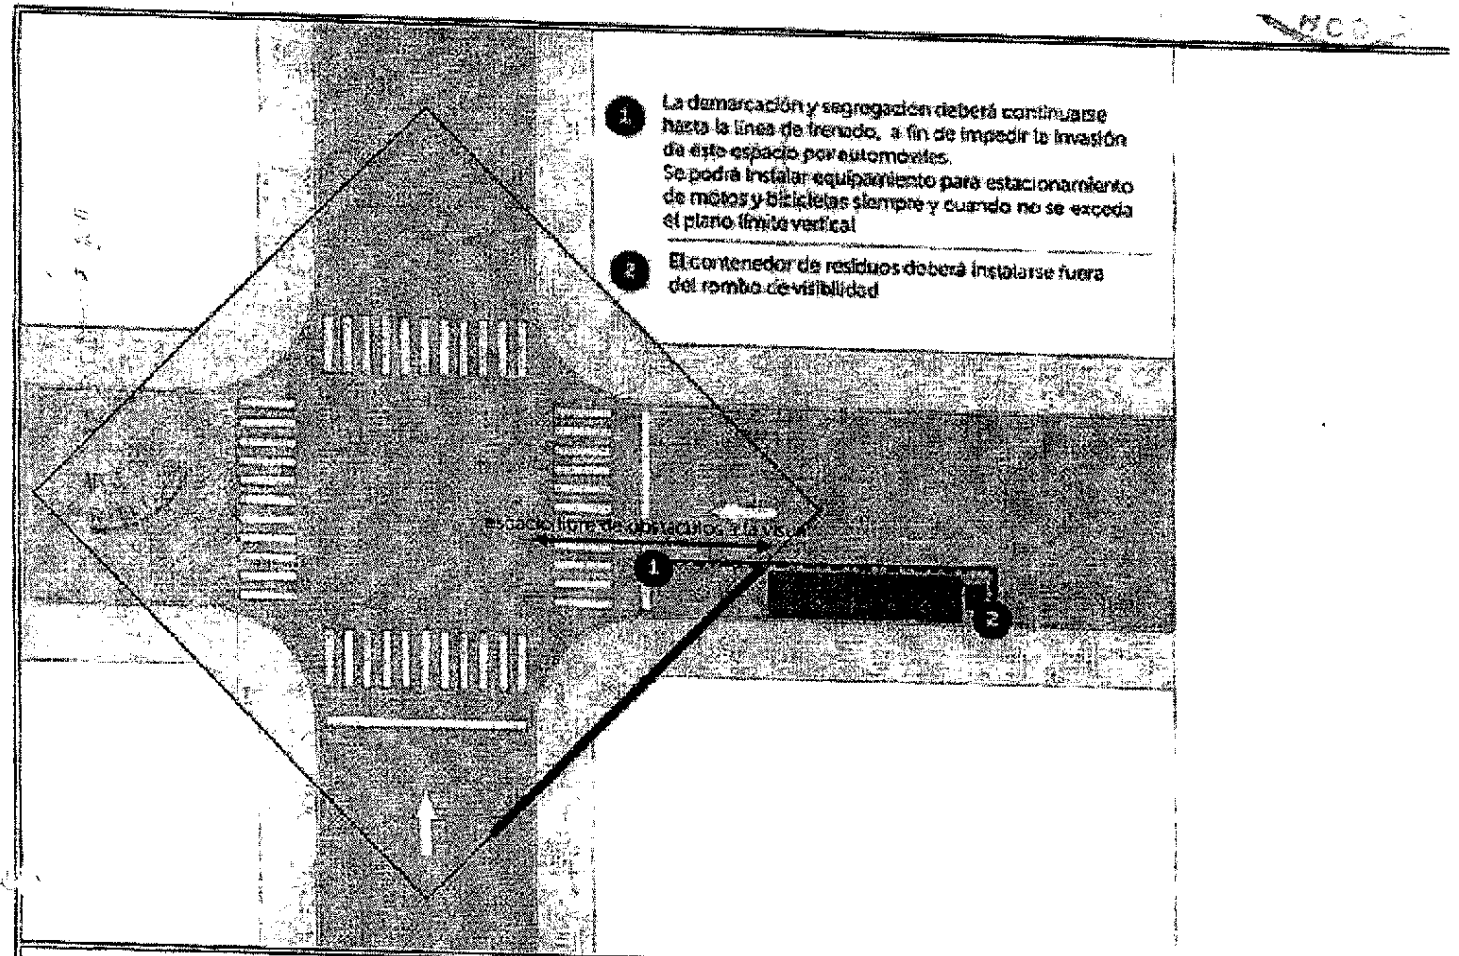 1
La demarcación y segregación deberá continuarse
hasta la línea de frenado, a fin de impedir la invasión
de este espacio por automóviles.
Se podrá instalar equipamiento para estacionamiento
de motos y bicicletas siempre y cuando no se exceda
el plano límite vertical
2
El contenedor de residuos deberá instalarse fuera
del rombo de visibilidad
espacio libre de obstáculos a la visual
1
2